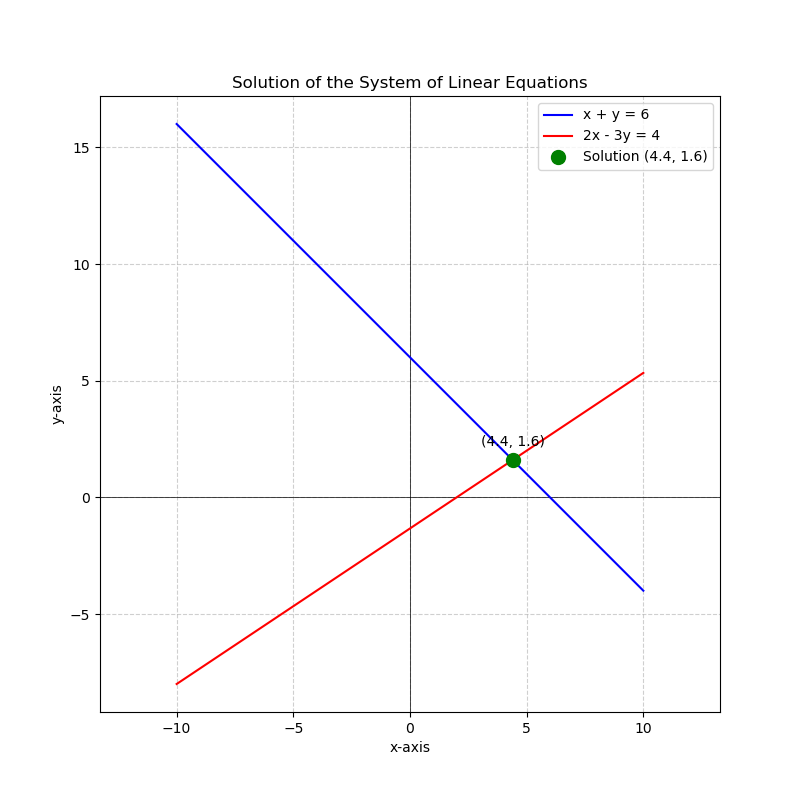 Solution of the System of Linear Equations
x + y = 6
2x - 3y = 4
Solution (4.4, 1.6)
15
10
5
0
−5
y-axis
(4.4, 1.6)
−10
−5
0
5
10
x-axis